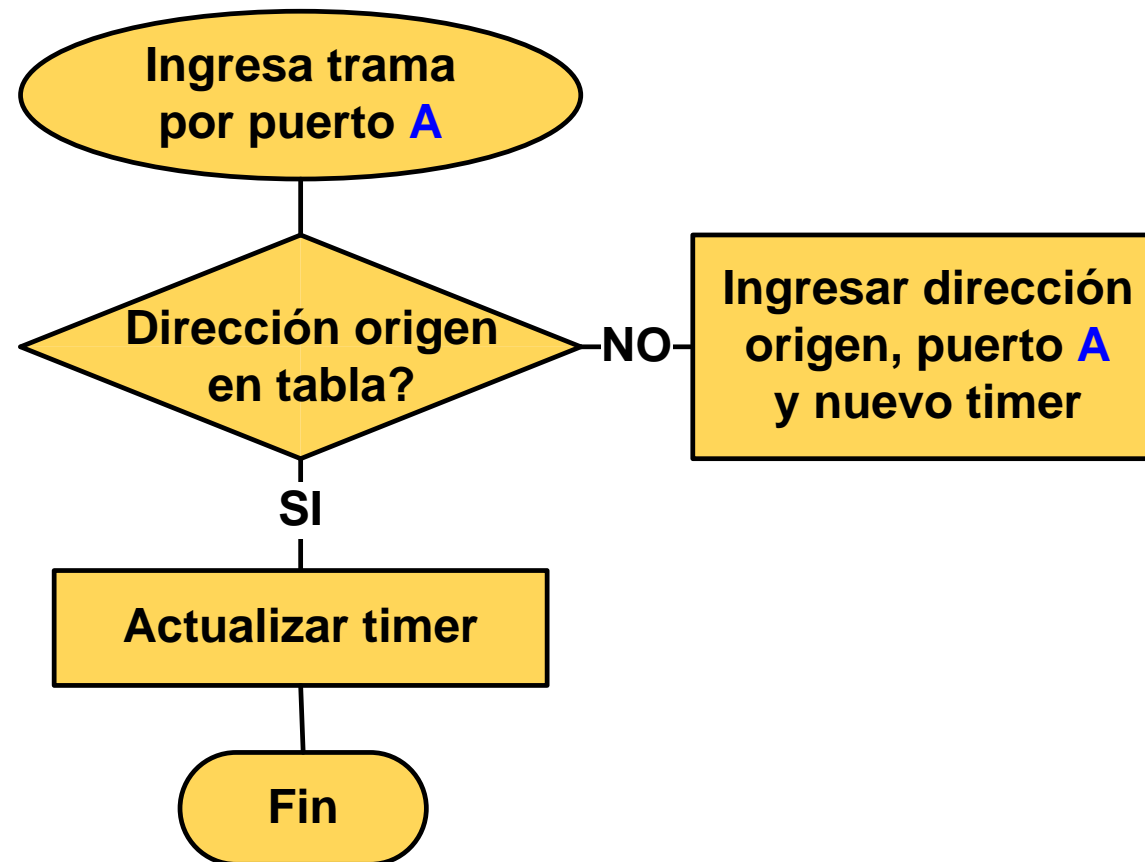 Ingresa trama
por puerto A
Dirección origen
en tabla?
NO
Ingresar dirección
origen, puerto A
y nuevo timer
SI
Actualizar timer
Fin